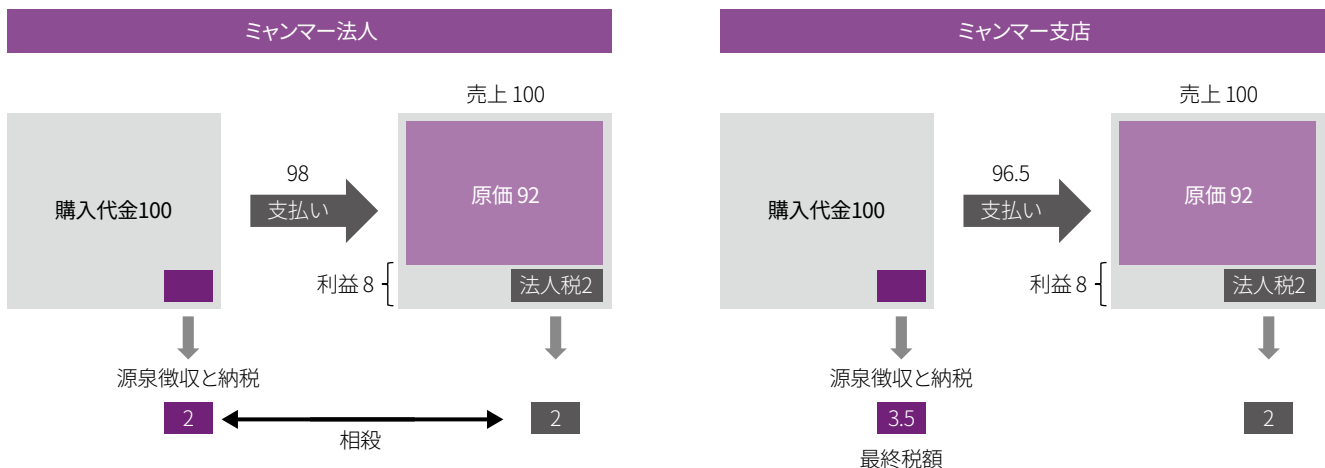 ミャンマー法人
売上 100
購入代金100
98
支払い
原価 92
利益 8
法人税2
源泉徴収と納税
2
相殺
2
ミャンマー支店
売上 100
購入代金100
96.5
支払い
原価 92
利益 8
法人税2
源泉徴収と納税
3.5
最終税額
2